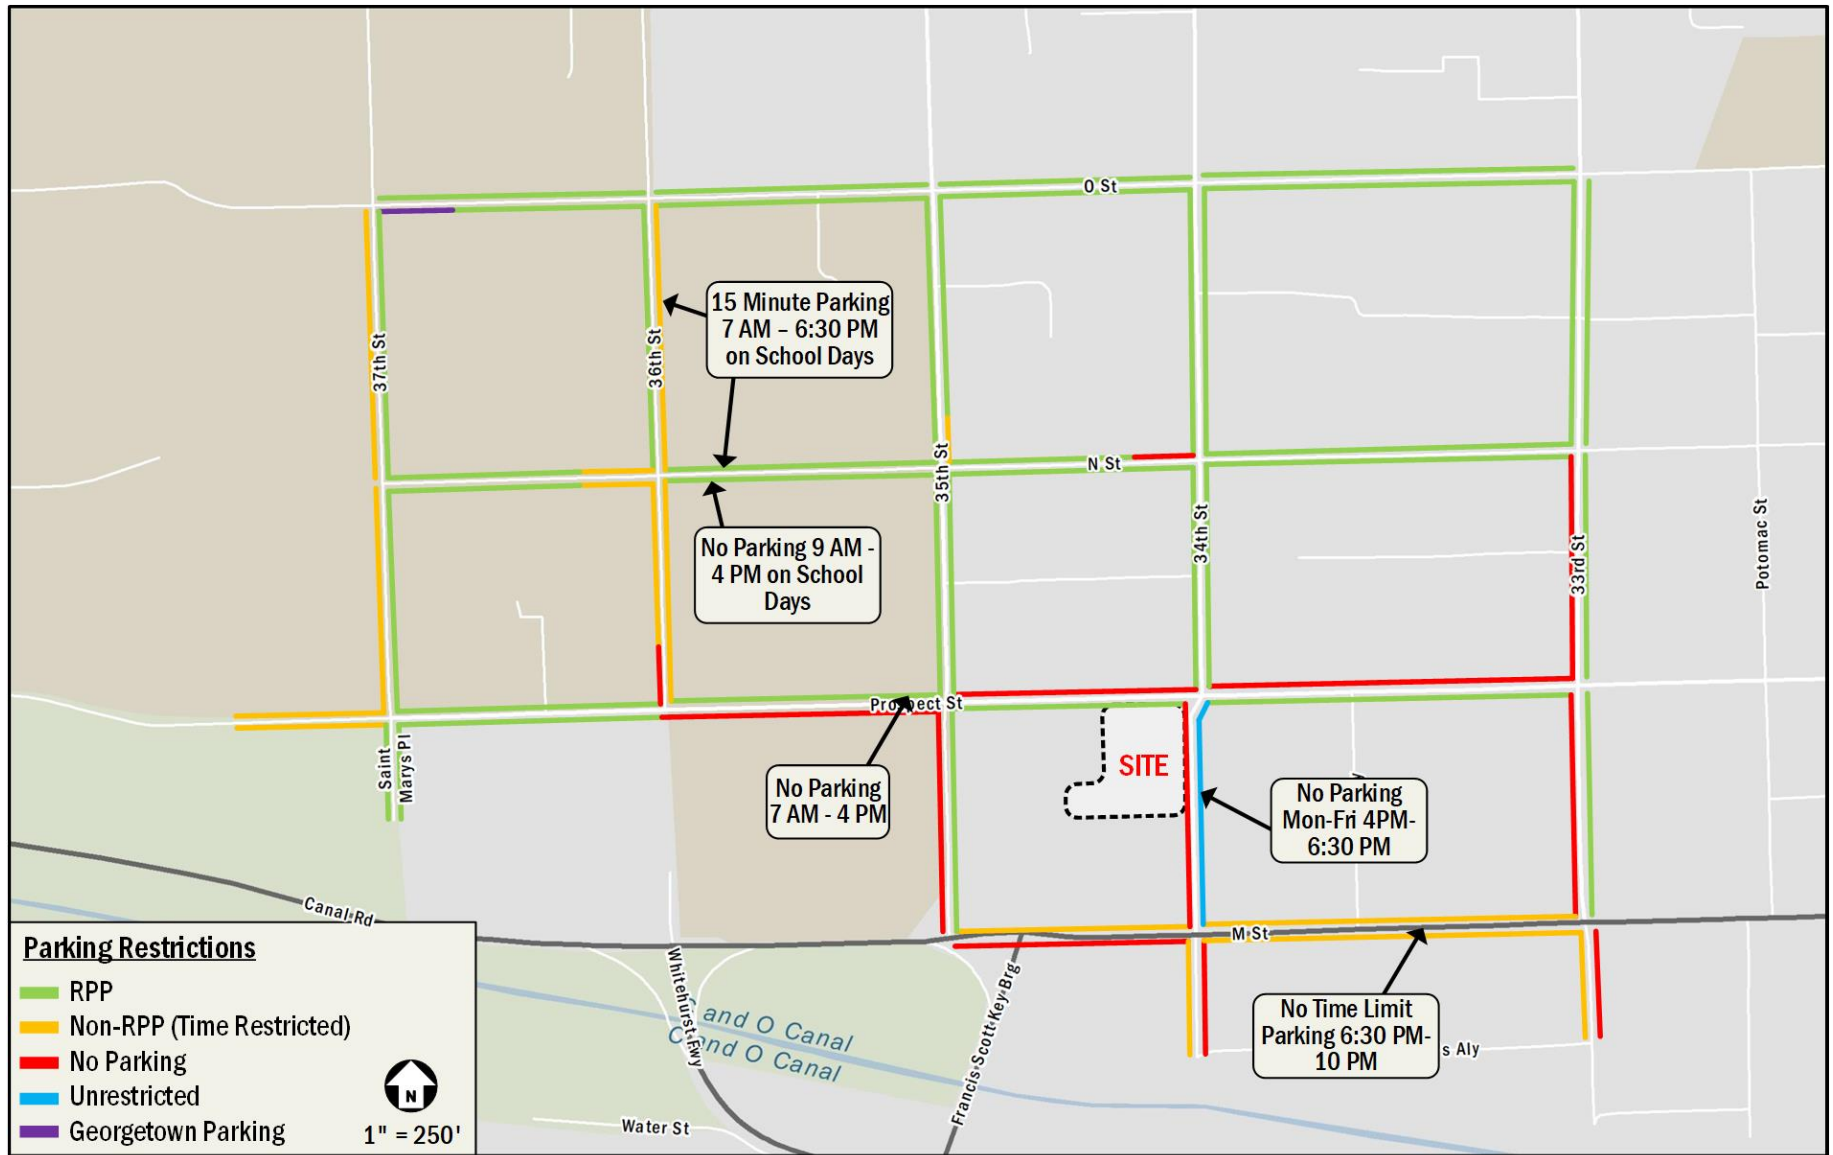 O St
15 Minute Parking
7 AM – 6:30 PM
on School Days
37th St
36th St
35th St
N St
34th St
33rd St
Potomac St
No Parking 9 AM -
4 PM on School
Days
Prospect St
Saint
Marys Pl
SITE
No Parking
7 AM - 4 PM
No Parking
Mon-Fri 4PM-
6:30 PM
Canal Rd
M St
Whitehurst Fwy
C and O Canal
C and O Canal
Francis Scott Key Brg
No Time Limit
Parking 6:30 PM-
10 PM
s Aly
Water St
Parking Restrictions
RPP
Non-RPP (Time Restricted)
No Parking
Unrestricted
Georgetown Parking
N
1" = 250'